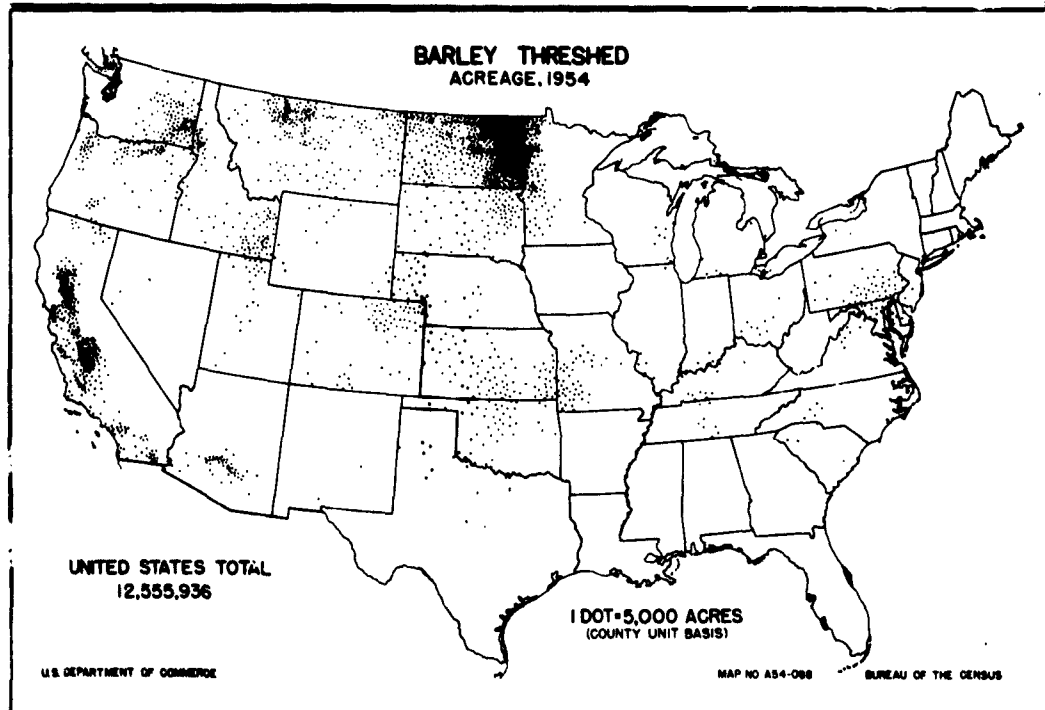 BARLEY THRESHED
ACREAGE, 1954
UNITED STATES TOTAL
12,555,936
1 DOT=5,000 ACRES
(COUNTY UNIT BASIS)
U.S. DEPARTMENT OF COMMERCE
MAP NO A54-088
BUREAU OF THE CENSUS